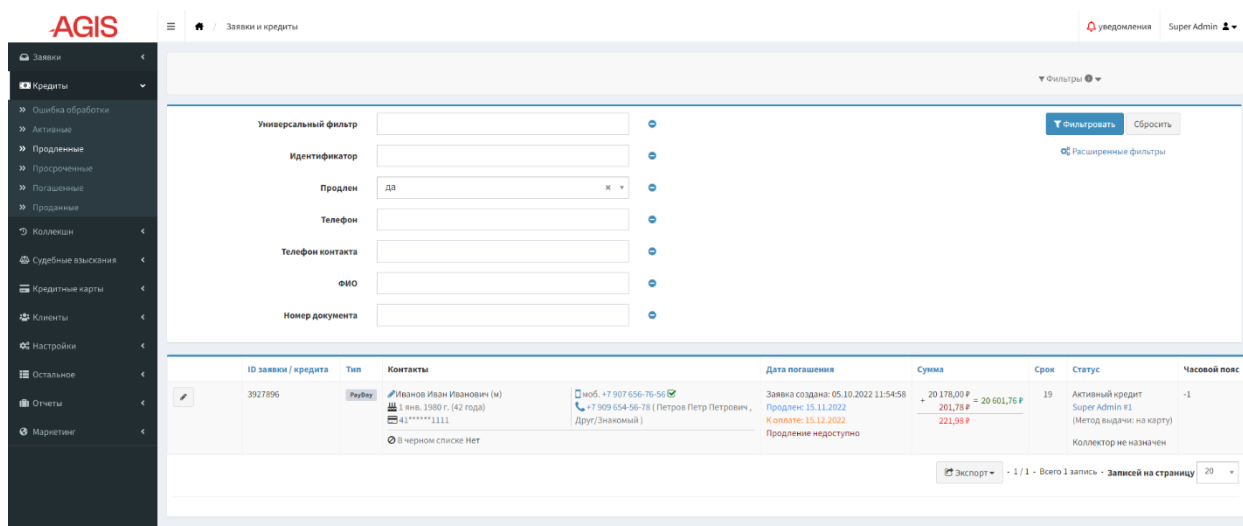 AGIS
Заявки и кредиты
уведомления
Super Admin
Заявки
Кредиты
Ошибка обработки
Активные
Продленные
Просроченные
Погашенные
Проданные
Коллекшн
Судебные взыскания
Кредитные карты
Клиенты
Настройки
Остальное
Отчеты
Маркетинг
Фильтры
Универсальный фильтр
Идентификатор
Продлен да
Телефон
Телефон контакта
ФИО
Номер документа
Фильтровать Сбросить
Расширенные фильтры
ID заявки / кредита Тип Контакты Дата погашения Сумма Срок Статус Часовой пояс
3927896
PayDay
Иванов Иван Иванович (м)
1 янв. 1980 г. (42 года)
41******1111
В черном списке Нет
моб. +7 907 656-76-56
+7 909 654-56-78 ( Петров Петр Петрович ,
Друг/Знакомый )
Заявка создана: 05.10.2022 11:54:58
Продлен: 15.11.2022
К оплате: 15.12.2022
Продление недоступно
20 178,00 ₽
+ 201,78 ₽ = 20 601,76 ₽
221,98 ₽
19
Активный кредит
Super Admin #1
(Метод выдачи: на карту)
Коллектор не назначен
-1
Экспорт - 1 / 1 - Всего 1 запись - Записей на страницу 20